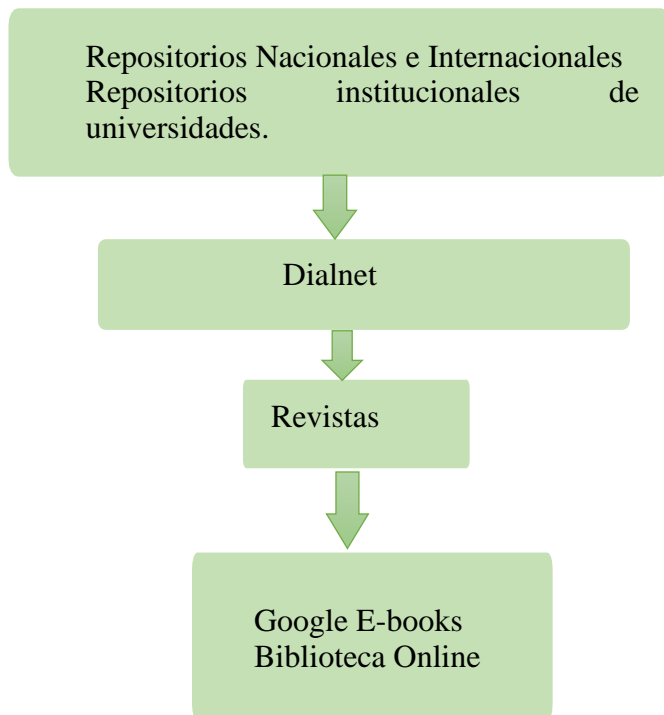 Repositorios Nacionales e Internacionales
Repositorios institucionales de
universidades.
Dialnet
Revistas
Google E-books
Biblioteca Online